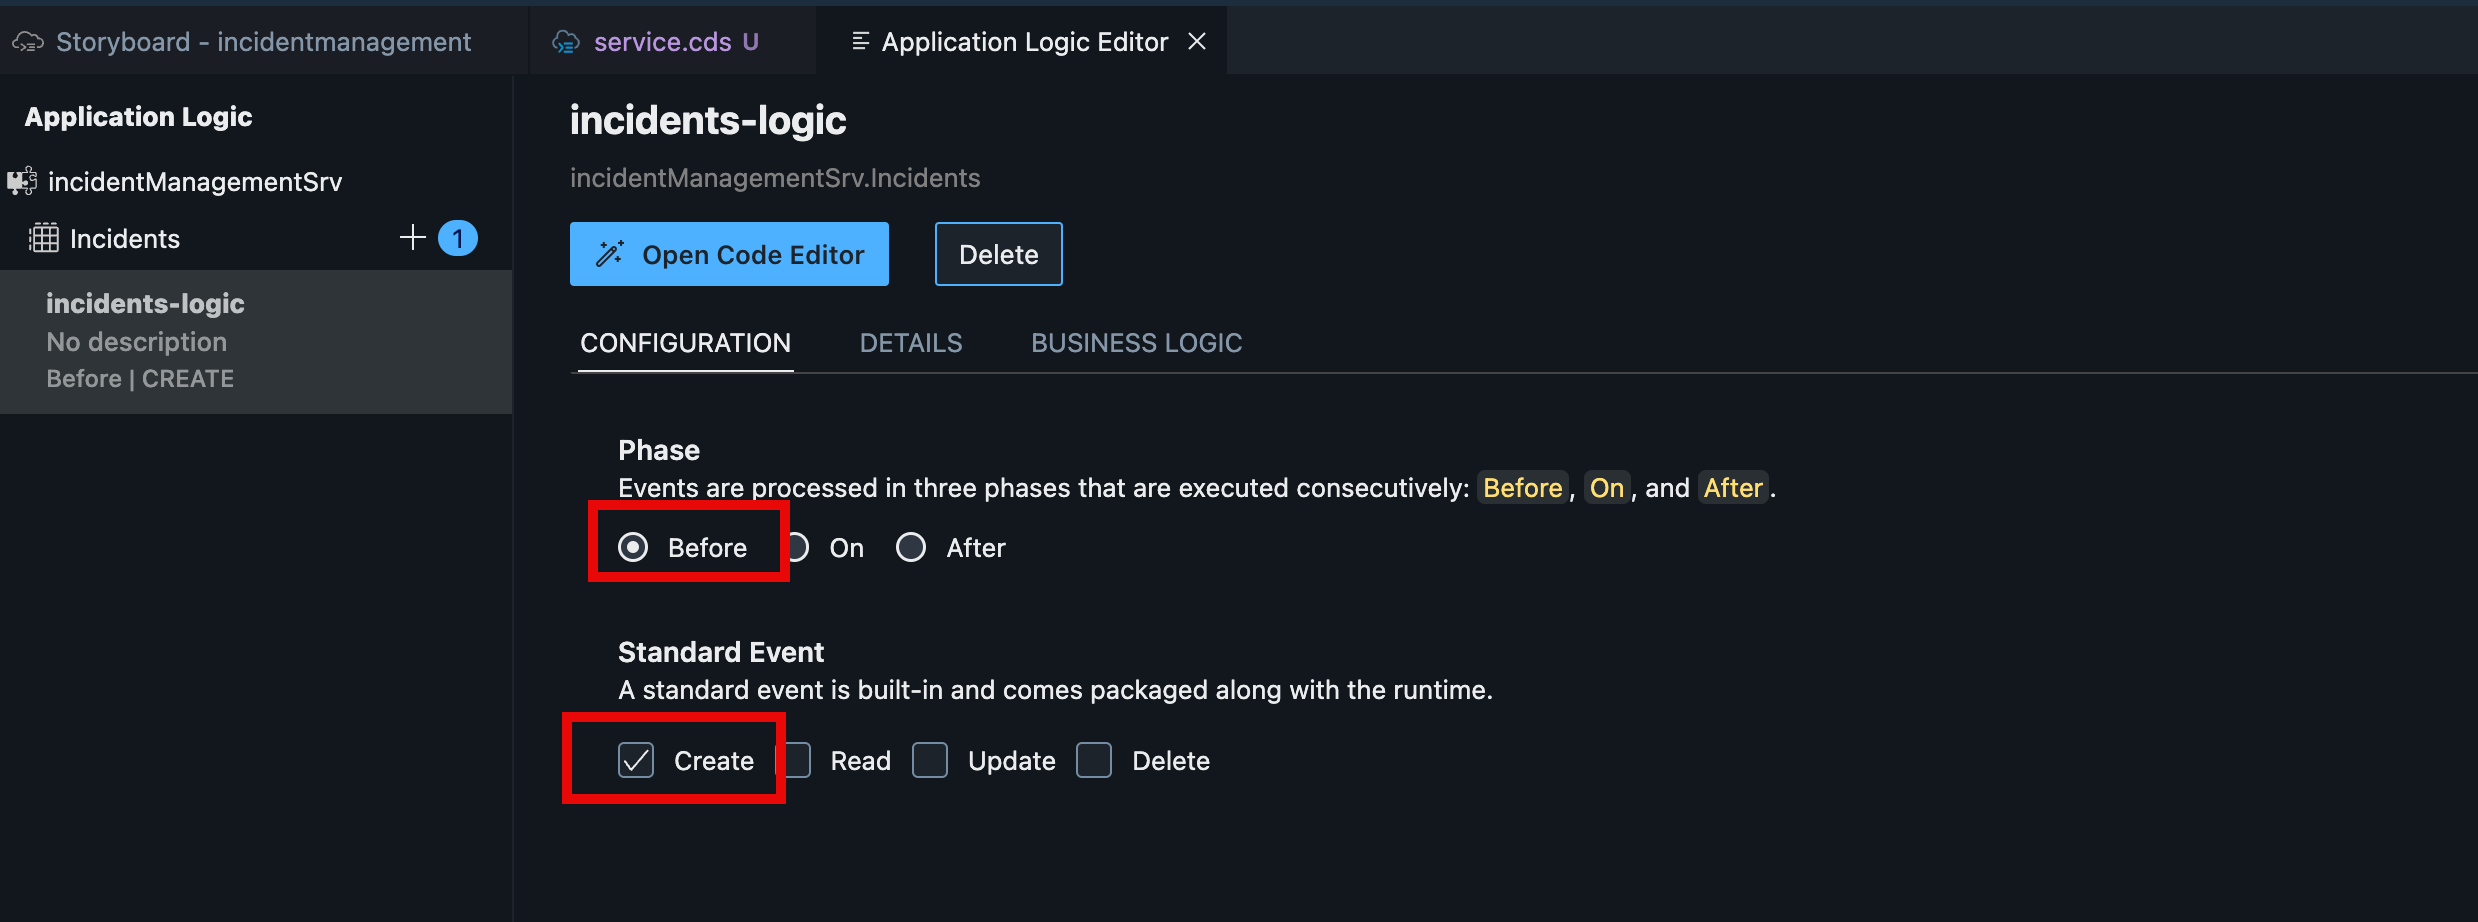 Storyboard - incidentmanagement
service.cds U
Application Logic Editor
Application Logic
incidentManagementSrv
Incidents
1
incidents-logic
No description
Before | CREATE
incidents-logic
incidentManagementSrv.Incidents
Open Code Editor
Delete
CONFIGURATION DETAILS BUSINESS LOGIC
Phase
Events are processed in three phases that are executed consecutively: Before, On, and After.
Before On After
Standard Event
A standard event is built-in and comes packaged along with the runtime.
Create Read Update Delete